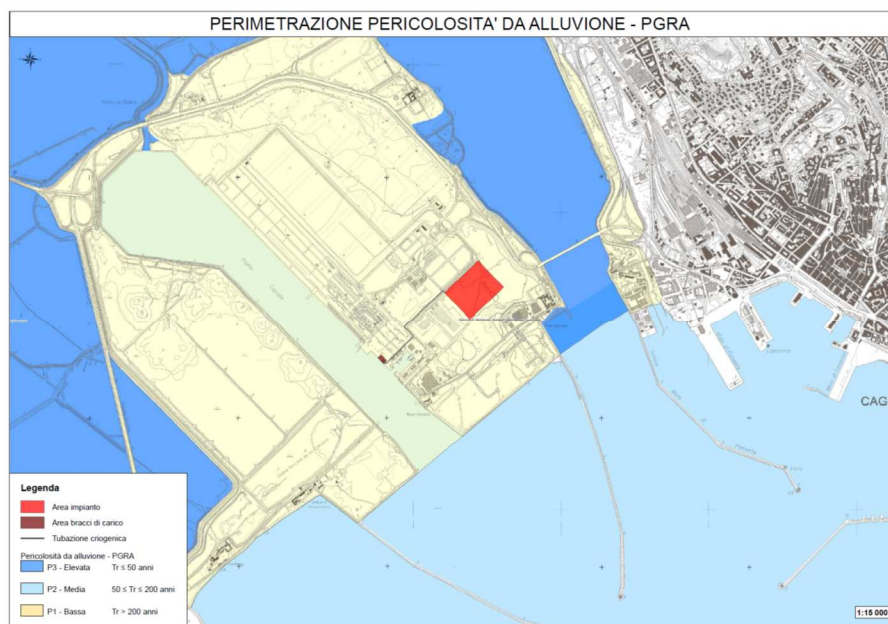 PERIMETRAZIONE PERICOLOSITA' DA ALLUVIONE - PGRA
Porto
Canale
CAG
Legenda
Area impianto
Area bracci di carico
Tubazione criogenica
Pericolosità da alluvione - PGRA
P3 - Elevata Tr ≤ 50 anni
P2 - Media 50 ≤ Tr ≤ 200 anni
P1 - Bassa Tr > 200 anni
1:15 000